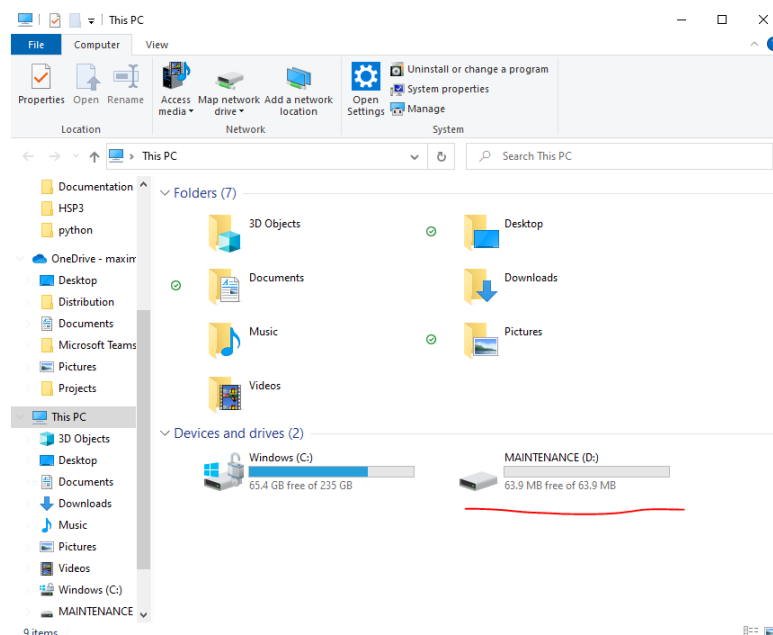 This PC
File Computer View
Properties Open Rename
Access media Map network drive Add a network location
Open Settings
Uninstall or change a program
System properties
Manage
Location Network System
This PC
Search This PC
Documentation
HSP3
python
OneDrive - maxim
Desktop
Distribution
Documents
Microsoft Teams
Pictures
Projects
This PC
3D Objects
Desktop
Documents
Downloads
Music
Pictures
Videos
Windows (C:)
MAINTENANCE
Folders (7)
3D Objects Desktop
Documents Downloads
Music Pictures
Videos
Devices and drives (2)
Windows (C:)
65.4 GB free of 235 GB
MAINTENANCE (D:)
63.9 MB free of 63.9 MB
9 items